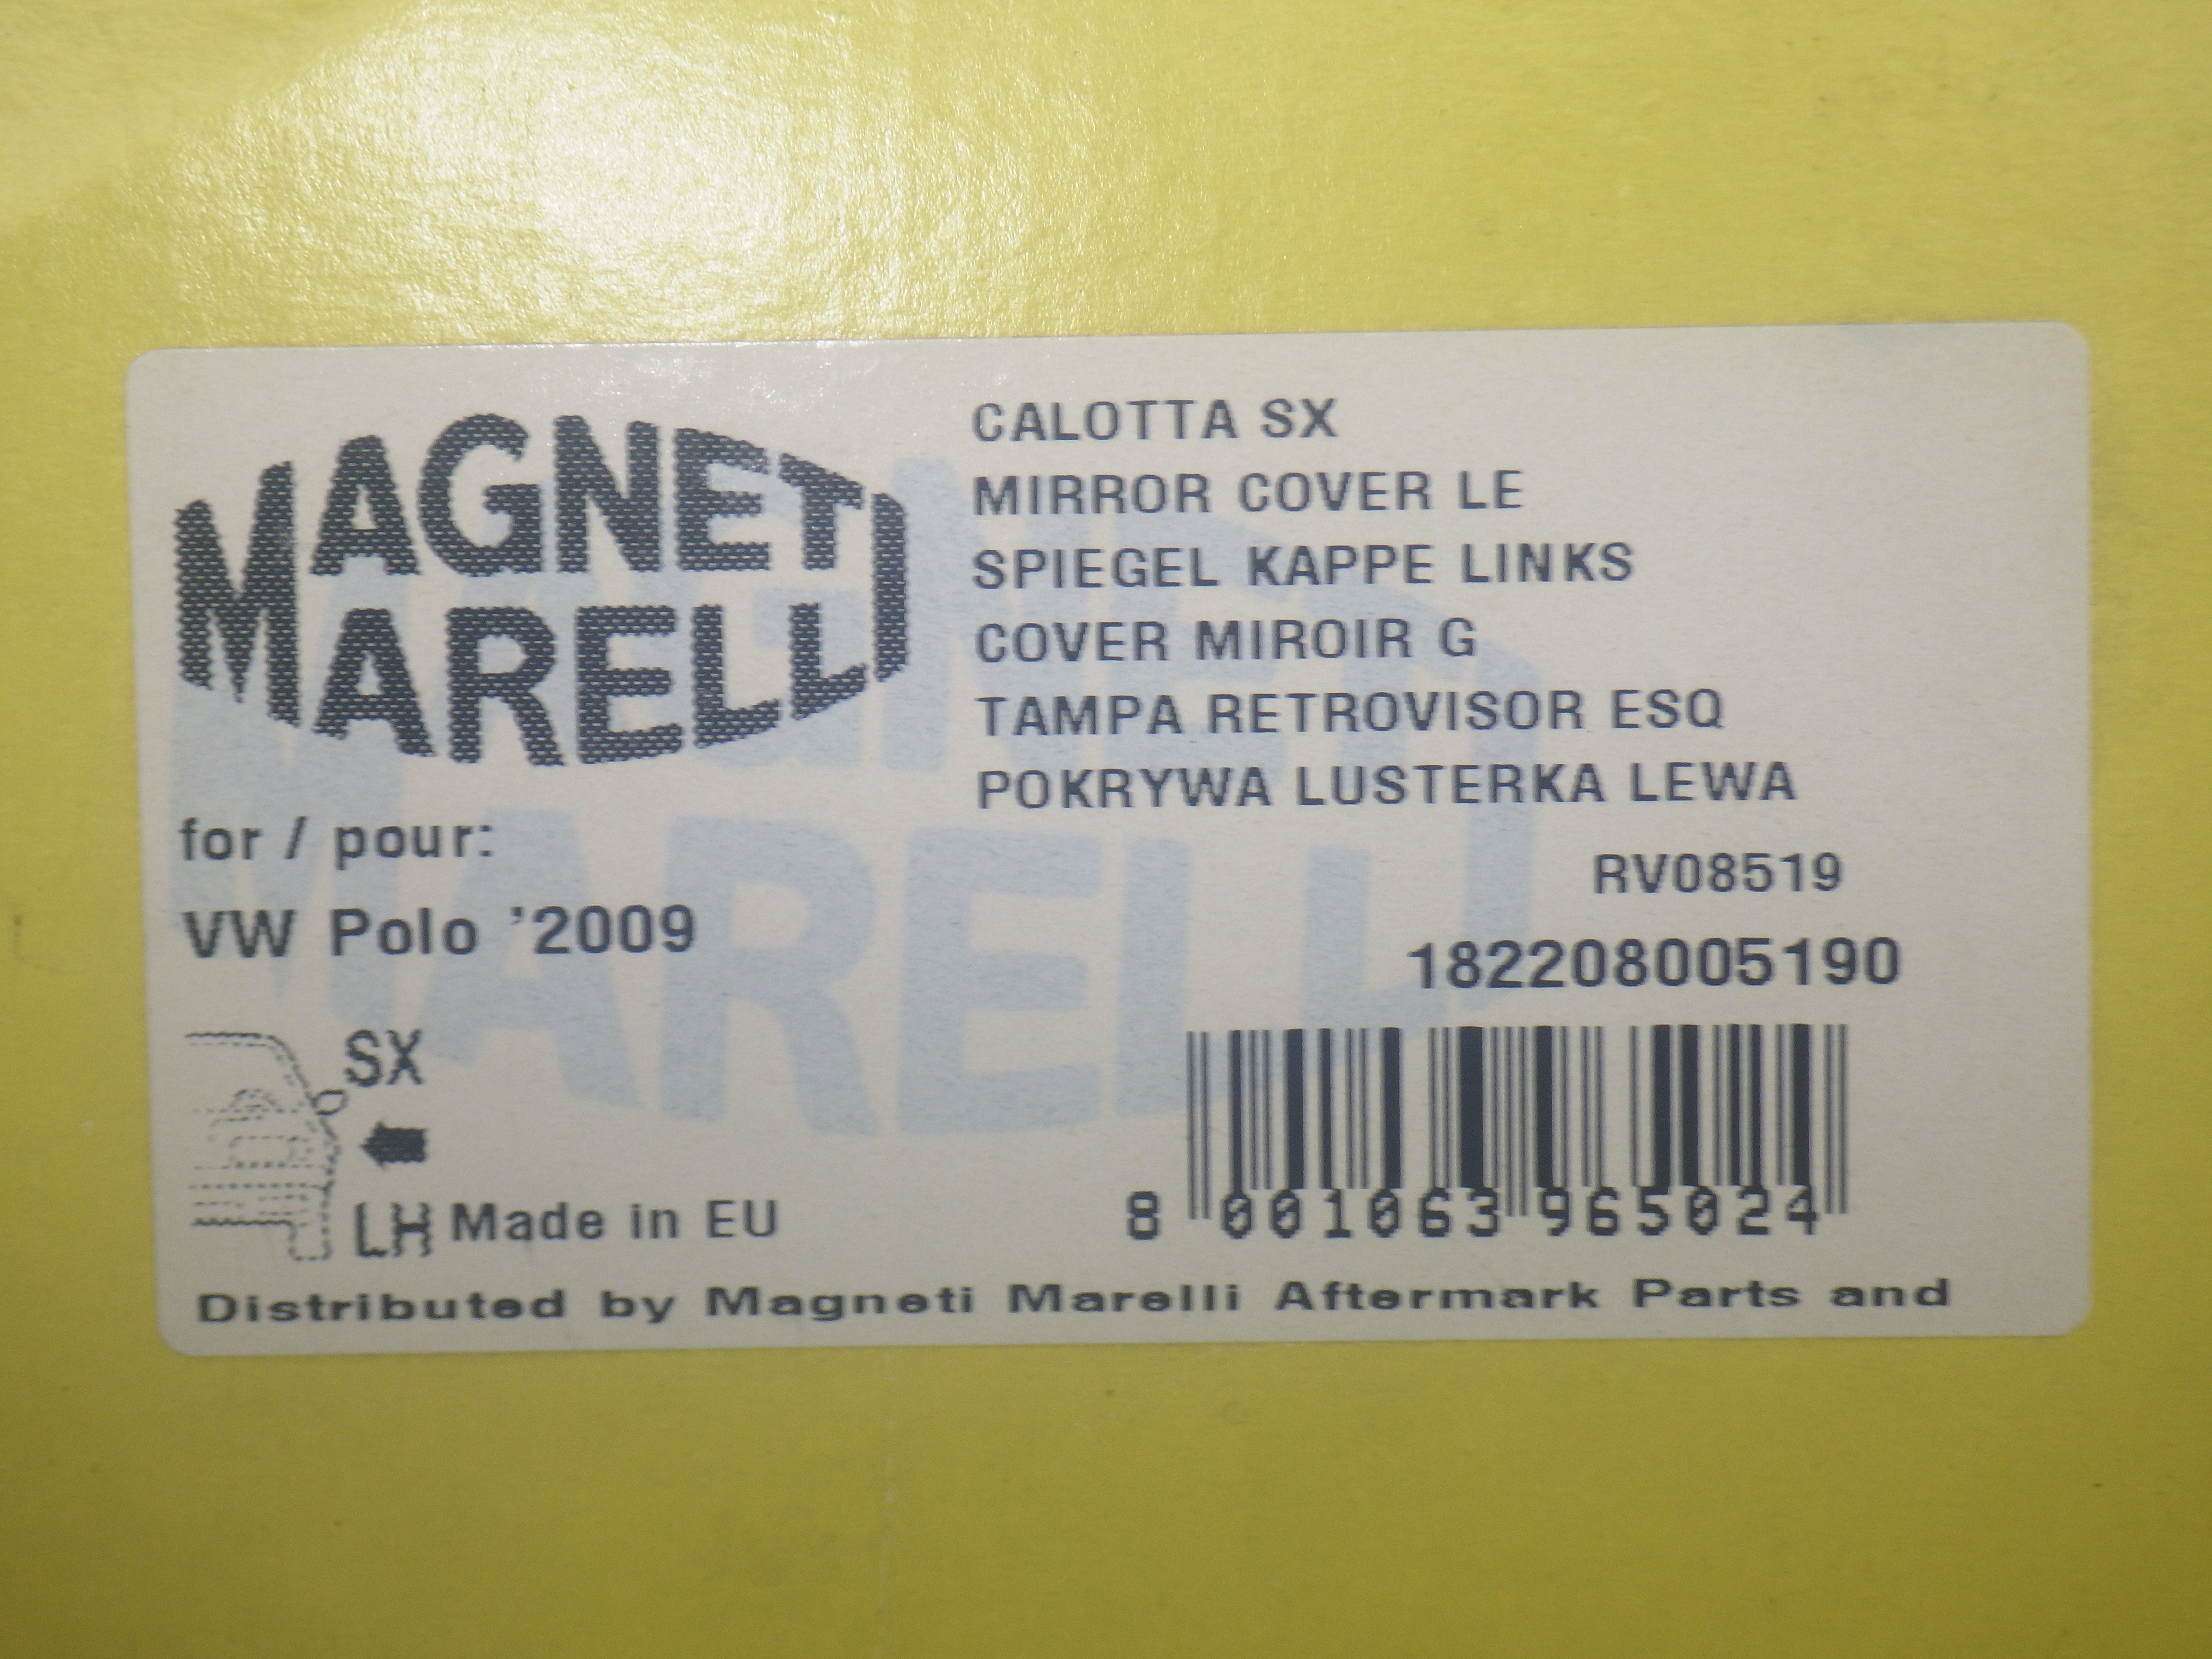 MAGNETI
MARELLI
CALOTTA SX
MIRROR COVER LE
SPIEGEL KAPPE LINKS
COVER MIROIR G
TAMPA RETROVISOR ESQ
POKRYWA LUSTERKA LEWA
for / pour:
VW Polo '2009
RV08519
182208005190
SX
LH Made in EU
8 001063 965024
Distributed by Magneti Marelli Aftermark Parts and